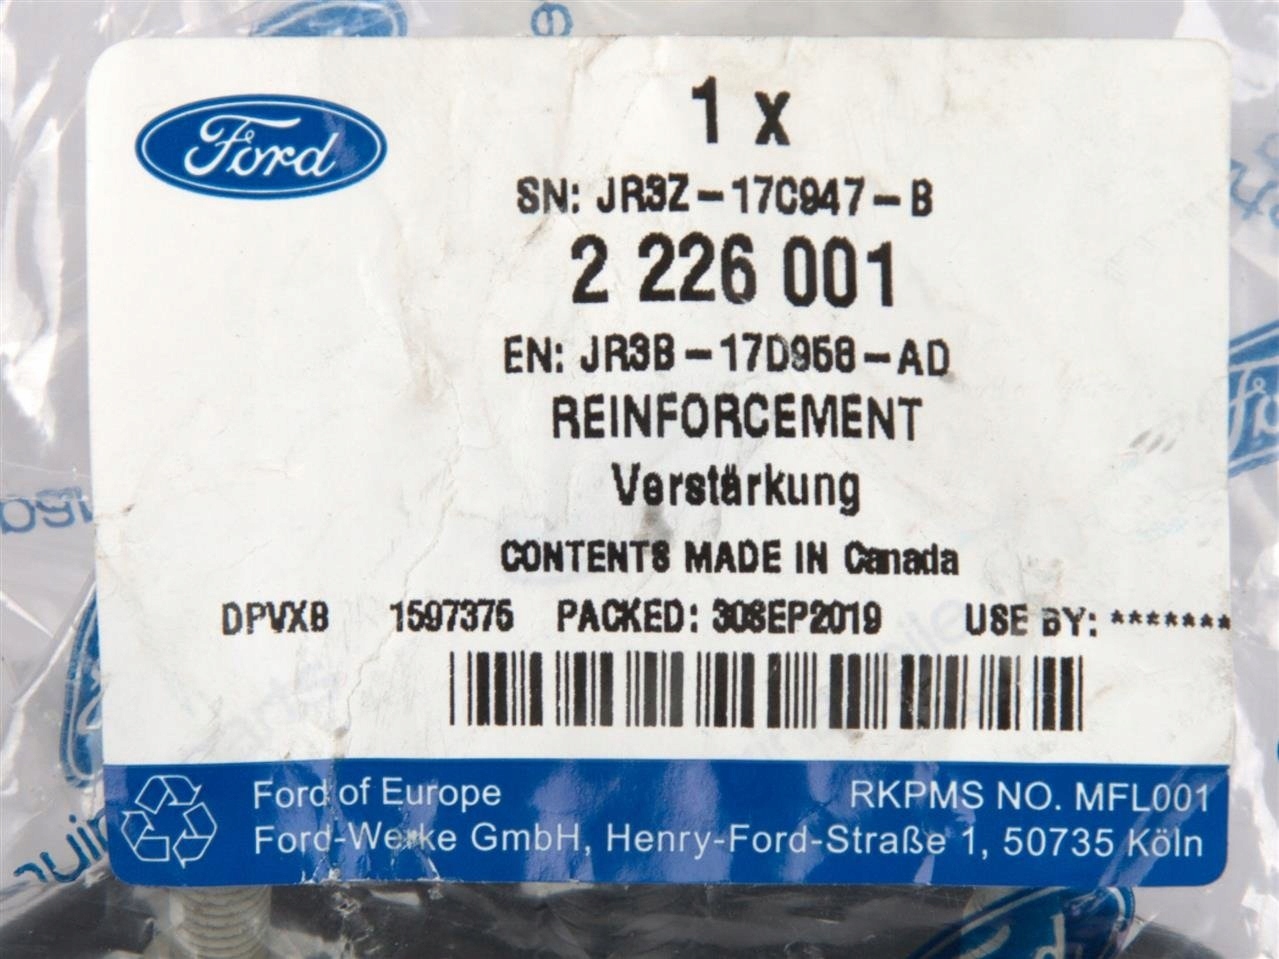 Ford
1 x
SN: JR3Z-17C947-B
2 226 001
EN: JR3B-17D958-AD
REINFORCEMENT
Verstärkung
CONTENTS MADE IN Canada
DPVXB 1597375 PACKED: 30SEP2019 USE BY: *******
Ford of Europe RKPMS NO. MFL001
Ford-Werke GmbH, Henry-Ford-Straße 1, 50735 Köln
Ford